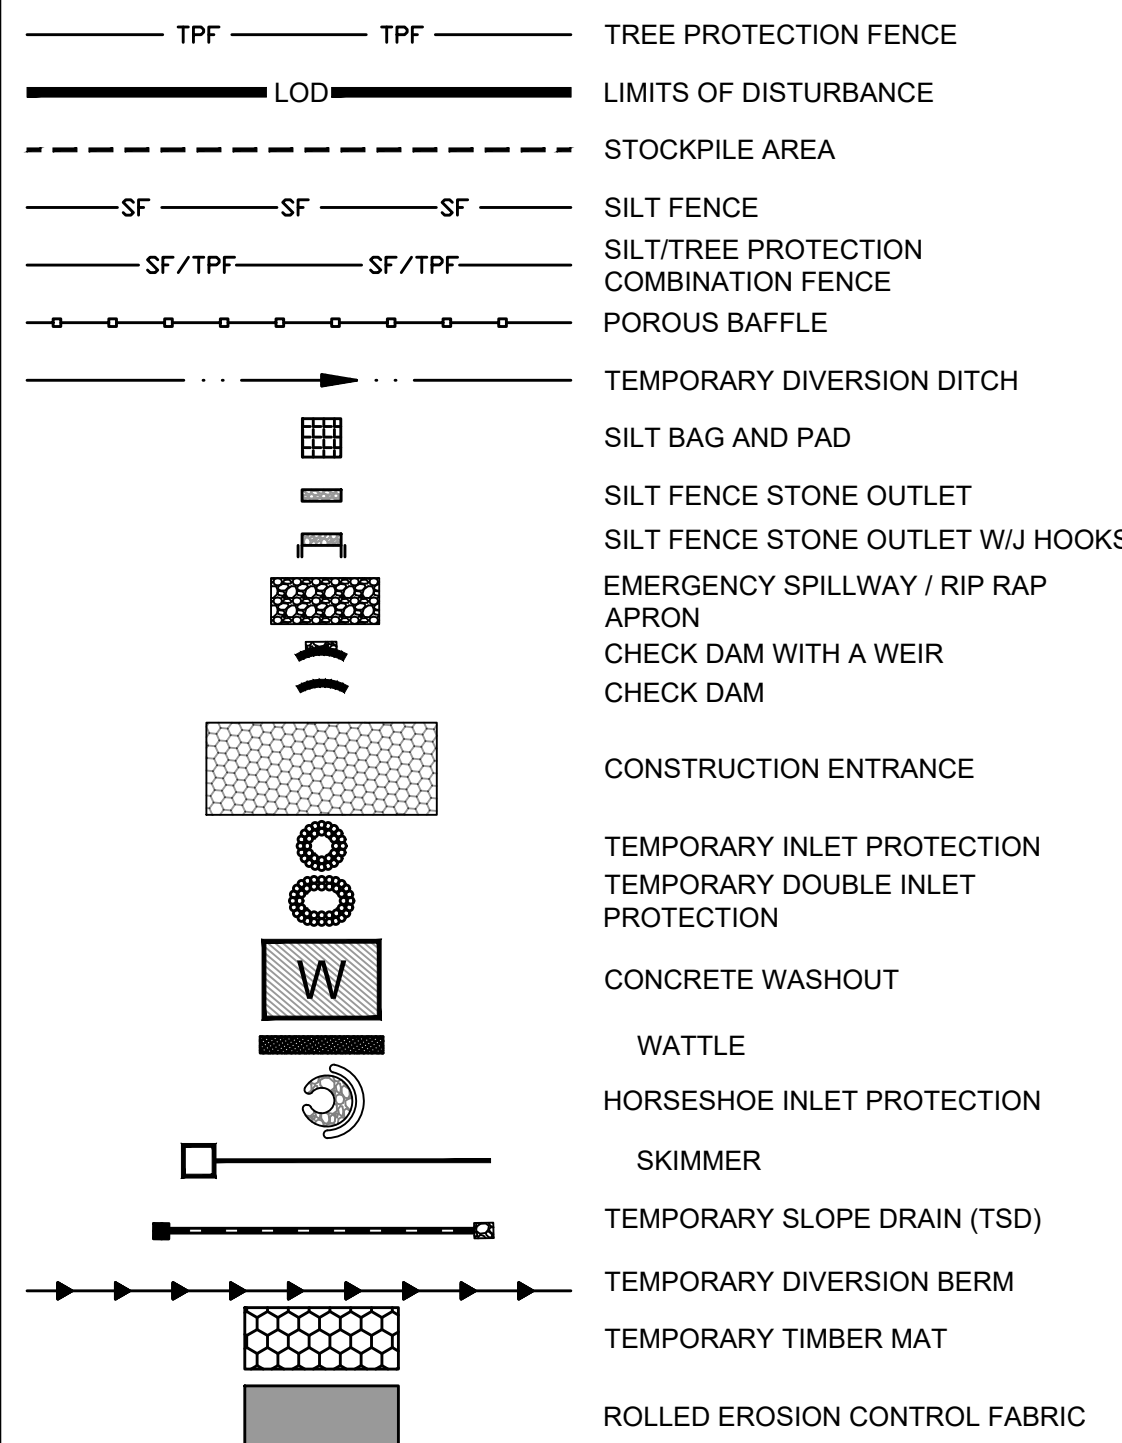 TPF TPF TREE PROTECTION FENCE
LOD LIMITS OF DISTURBANCE
STOCKPILE AREA
SF SF SF SILT FENCE
SF/TPF SF/TPF SILT/TREE PROTECTION
COMBINATION FENCE
POROUS BAFFLE
TEMPORARY DIVERSION DITCH
SILT BAG AND PAD
SILT FENCE STONE OUTLET
SILT FENCE STONE OUTLET W/J HOOKS
EMERGENCY SPILLWAY / RIP RAP
APRON
CHECK DAM WITH A WEIR
CHECK DAM
CONSTRUCTION ENTRANCE
TEMPORARY INLET PROTECTION
TEMPORARY DOUBLE INLET
PROTECTION
W CONCRETE WASHOUT
WATTLE
HORSESHOE INLET PROTECTION
SKIMMER
TEMPORARY SLOPE DRAIN (TSD)
TEMPORARY DIVERSION BERM
TEMPORARY TIMBER MAT
ROLLED EROSION CONTROL FABRIC